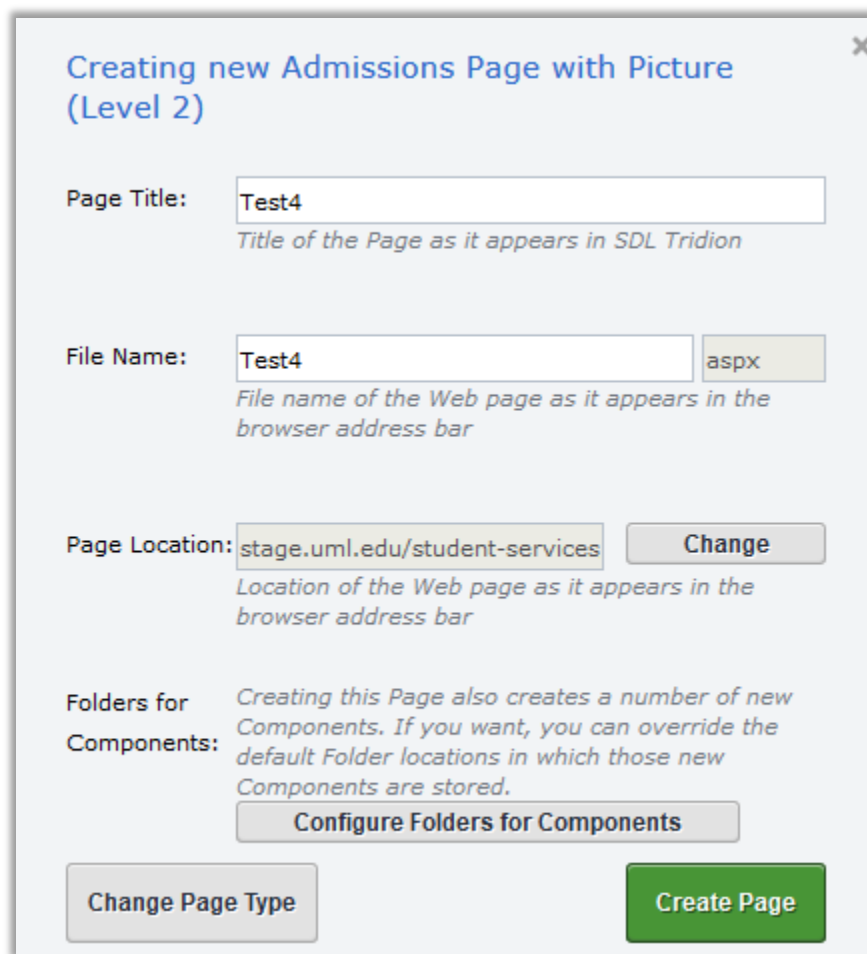 Creating new Admissions Page with Picture
(Level 2)
Page Title:
Test4
Title of the Page as it appears in SDL Tridion
File Name:
Test4
aspx
File name of the Web page as it appears in the
browser address bar
Page Location:
stage.uml.edu/student-services
Change
Location of the Web page as it appears in the
browser address bar
Folders for
Components:
Creating this Page also creates a number of new
Components. If you want, you can override the
default Folder locations in which those new
Components are stored.
Configure Folders for Components
Change Page Type
Create Page